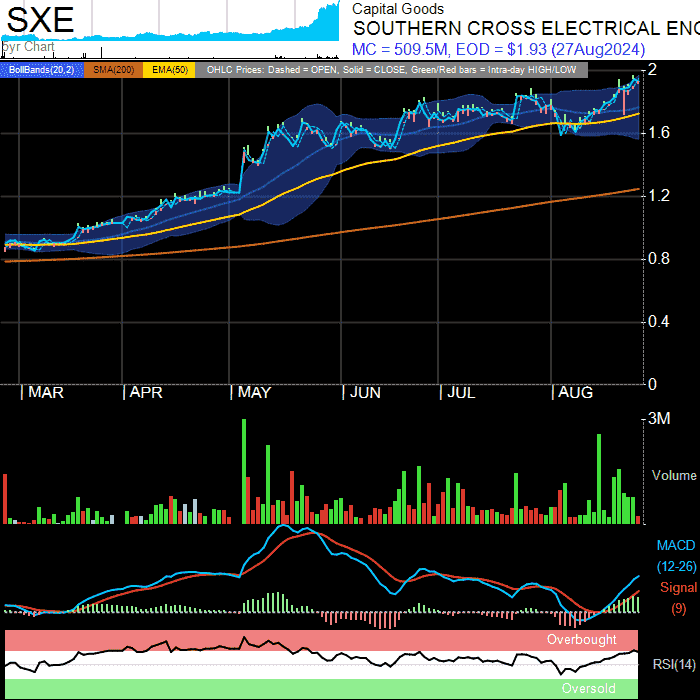 SXE
Capital Goods
SOUTHERN CROSS ELECTRICAL ENG
MC = 509.5M, EOD = $1.93 (27Aug2024)
Chart
BollBands(20,2) SMA(200) EMA(50) OHLC Prices: Dashed = OPEN, Solid = CLOSE, Green/Red bars = Intra-day HIGH/LOW
2
1.6
1.2
0.8
0.4
0
MAR APR MAY JUN JUL AUG
3M
Volume
MACD
(12-26)
Signal
(9)
Overbought
RSI(14)
Oversold